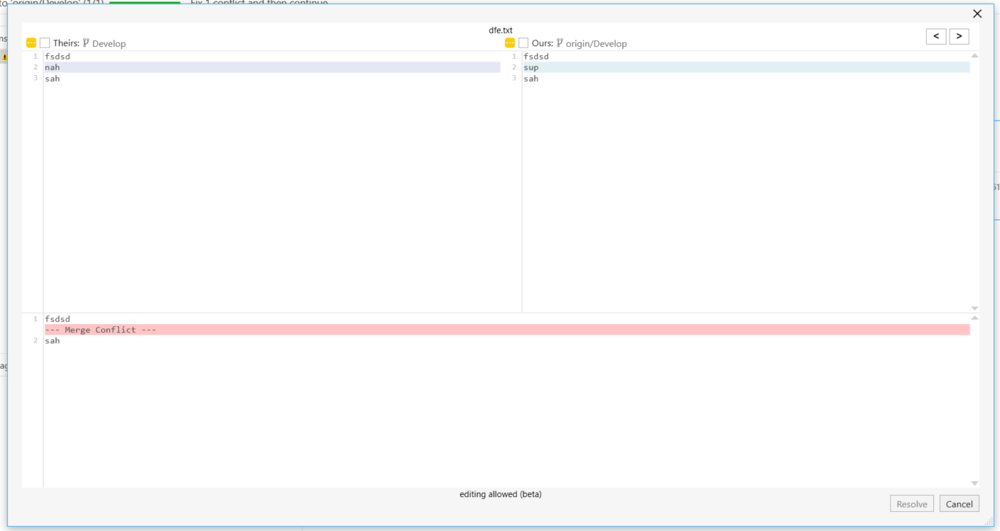 to 'origin/Develop' (1/1) Fix 1 conflict and then continue
dfe.txt
< >
Theirs: Develop
Ours: origin/Develop
1 fsdsd
2 nah
3 sah
1 fsdsd
2 sup
3 sah
1 fsdsd
--- Merge Conflict ---
2 sah
editing allowed (beta)
Resolve Cancel